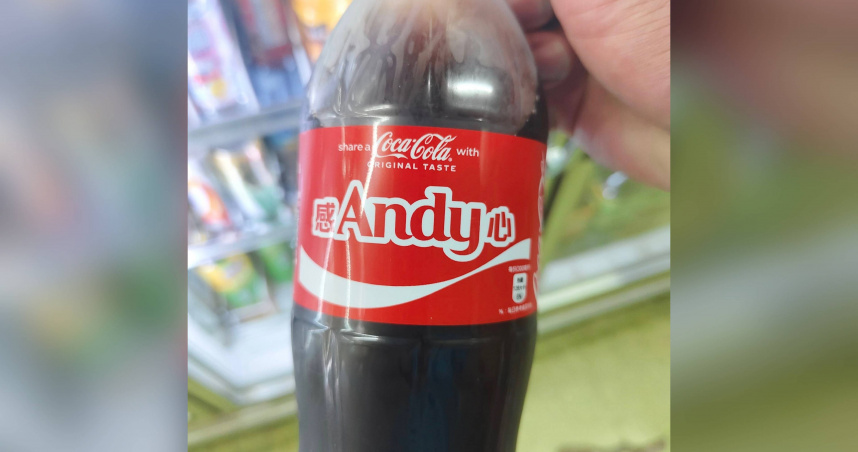 share a Coca-Cola with
ORIGINAL TASTE
感Andy心